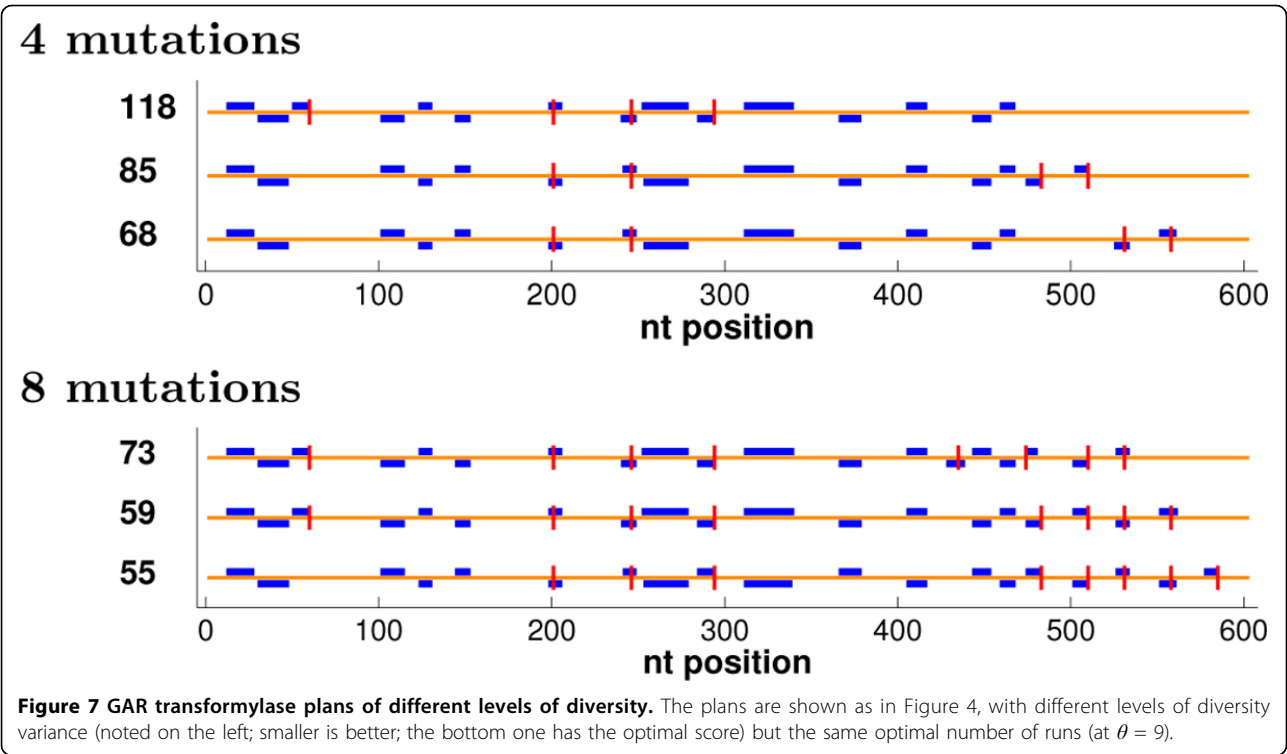 4 mutations
118
85
68
0 100 200 300 400 500 600
nt position
8 mutations
73
59
55
0 100 200 300 400 500 600
nt position
Figure 7 GAR transformylase plans of different levels of diversity. The plans are shown as in Figure 4, with different levels of diversity
variance (noted on the left; smaller is better; the bottom one has the optimal score) but the same optimal number of runs (at θ = 9).